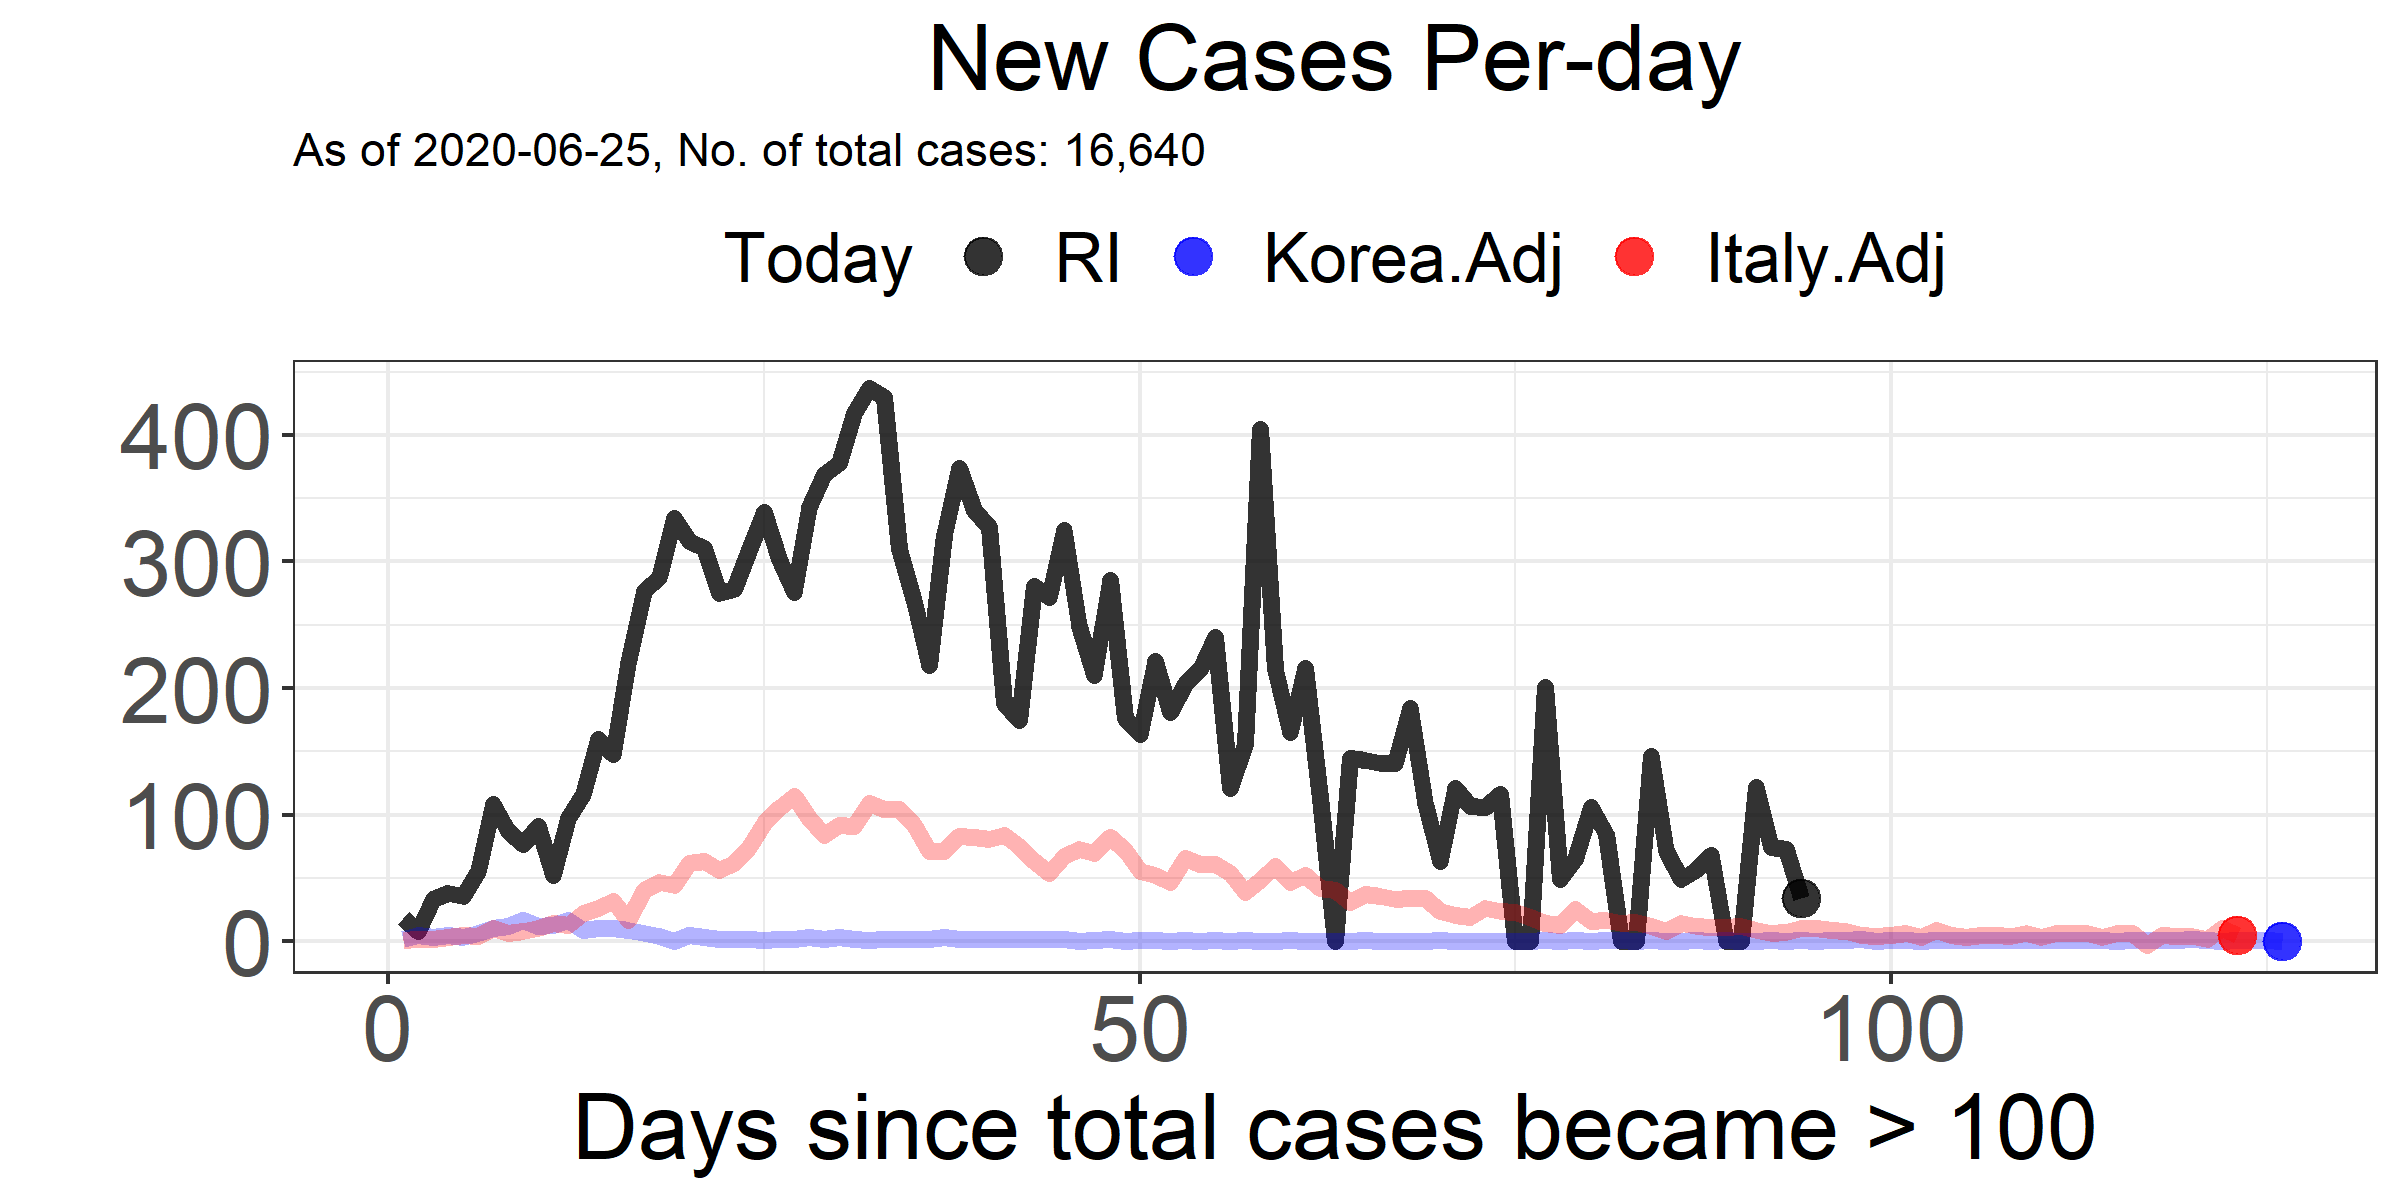 New Cases Per-day
As of 2020-06-25, No. of total cases: 16,640
Today RI Korea.Adj Italy.Adj
400
300
200
100
0
0 50 100
Days since total cases became > 100